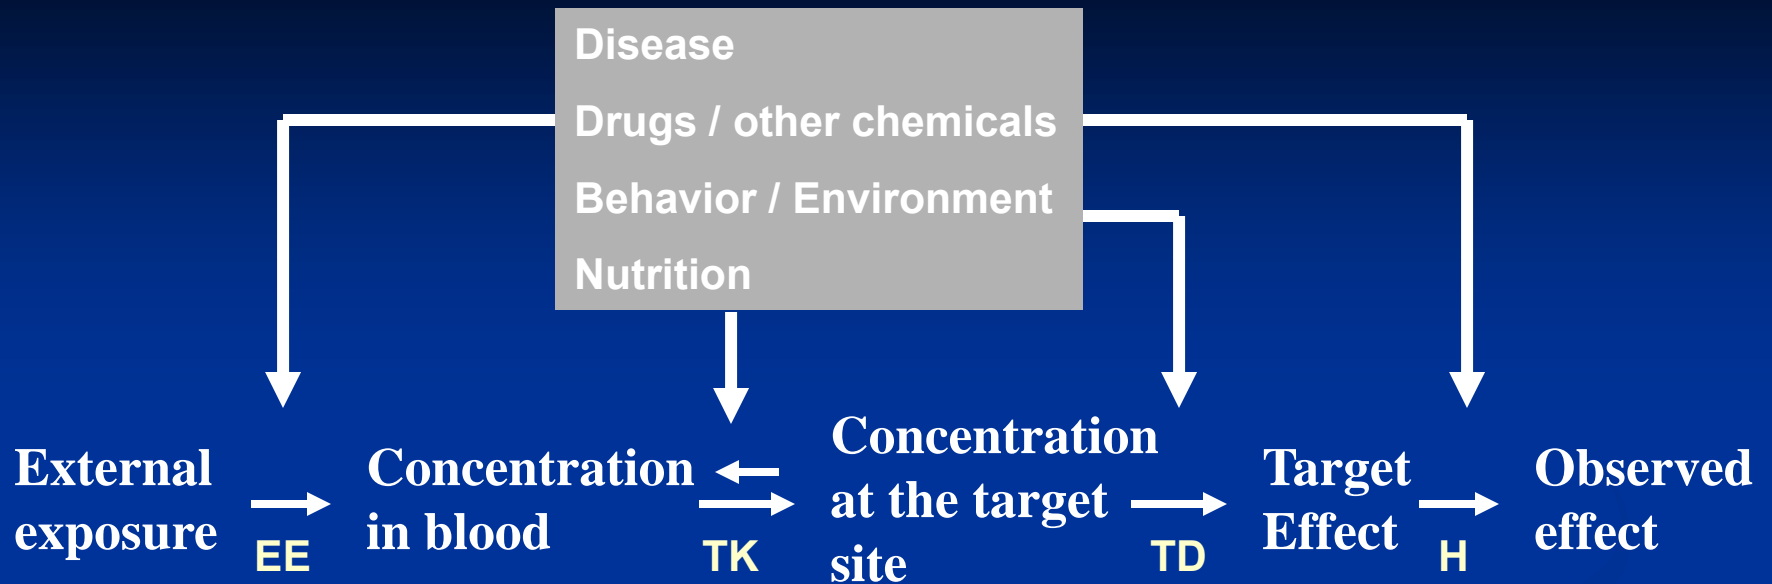 Disease
Drugs / other chemicals
Behavior / Environment
Nutrition
External
exposure
EE
Concentration
in blood
TK
Concentration
at the target
site
TD
Target
Effect
H
Observed
effect